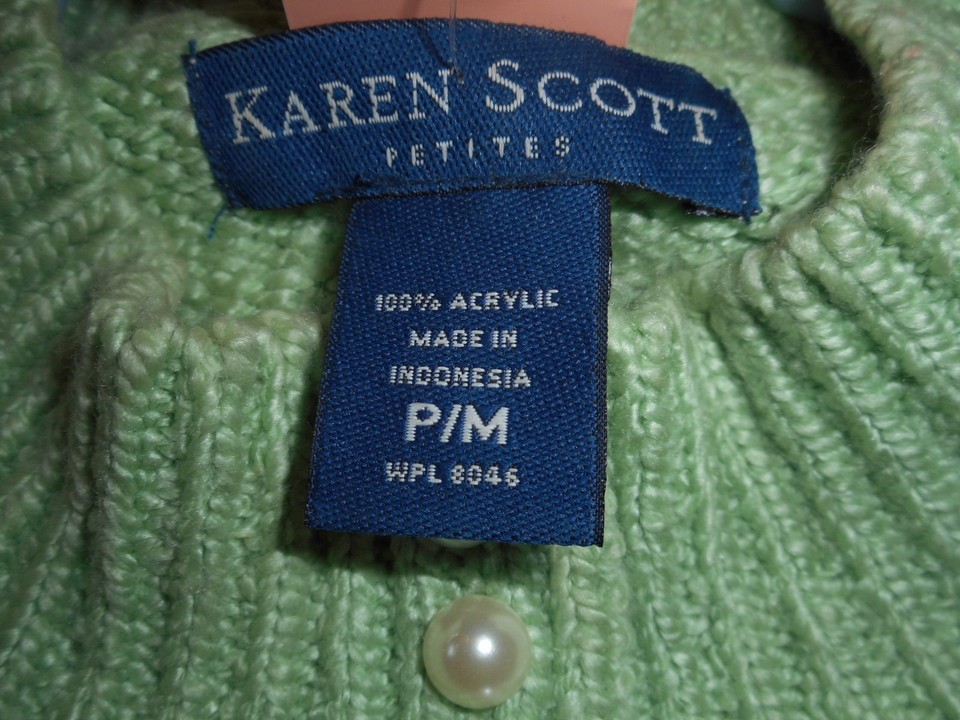 KAREN SCOTT
PETITES
100% ACRYLIC
MADE IN
INDONESIA
P/M
WPL 8046